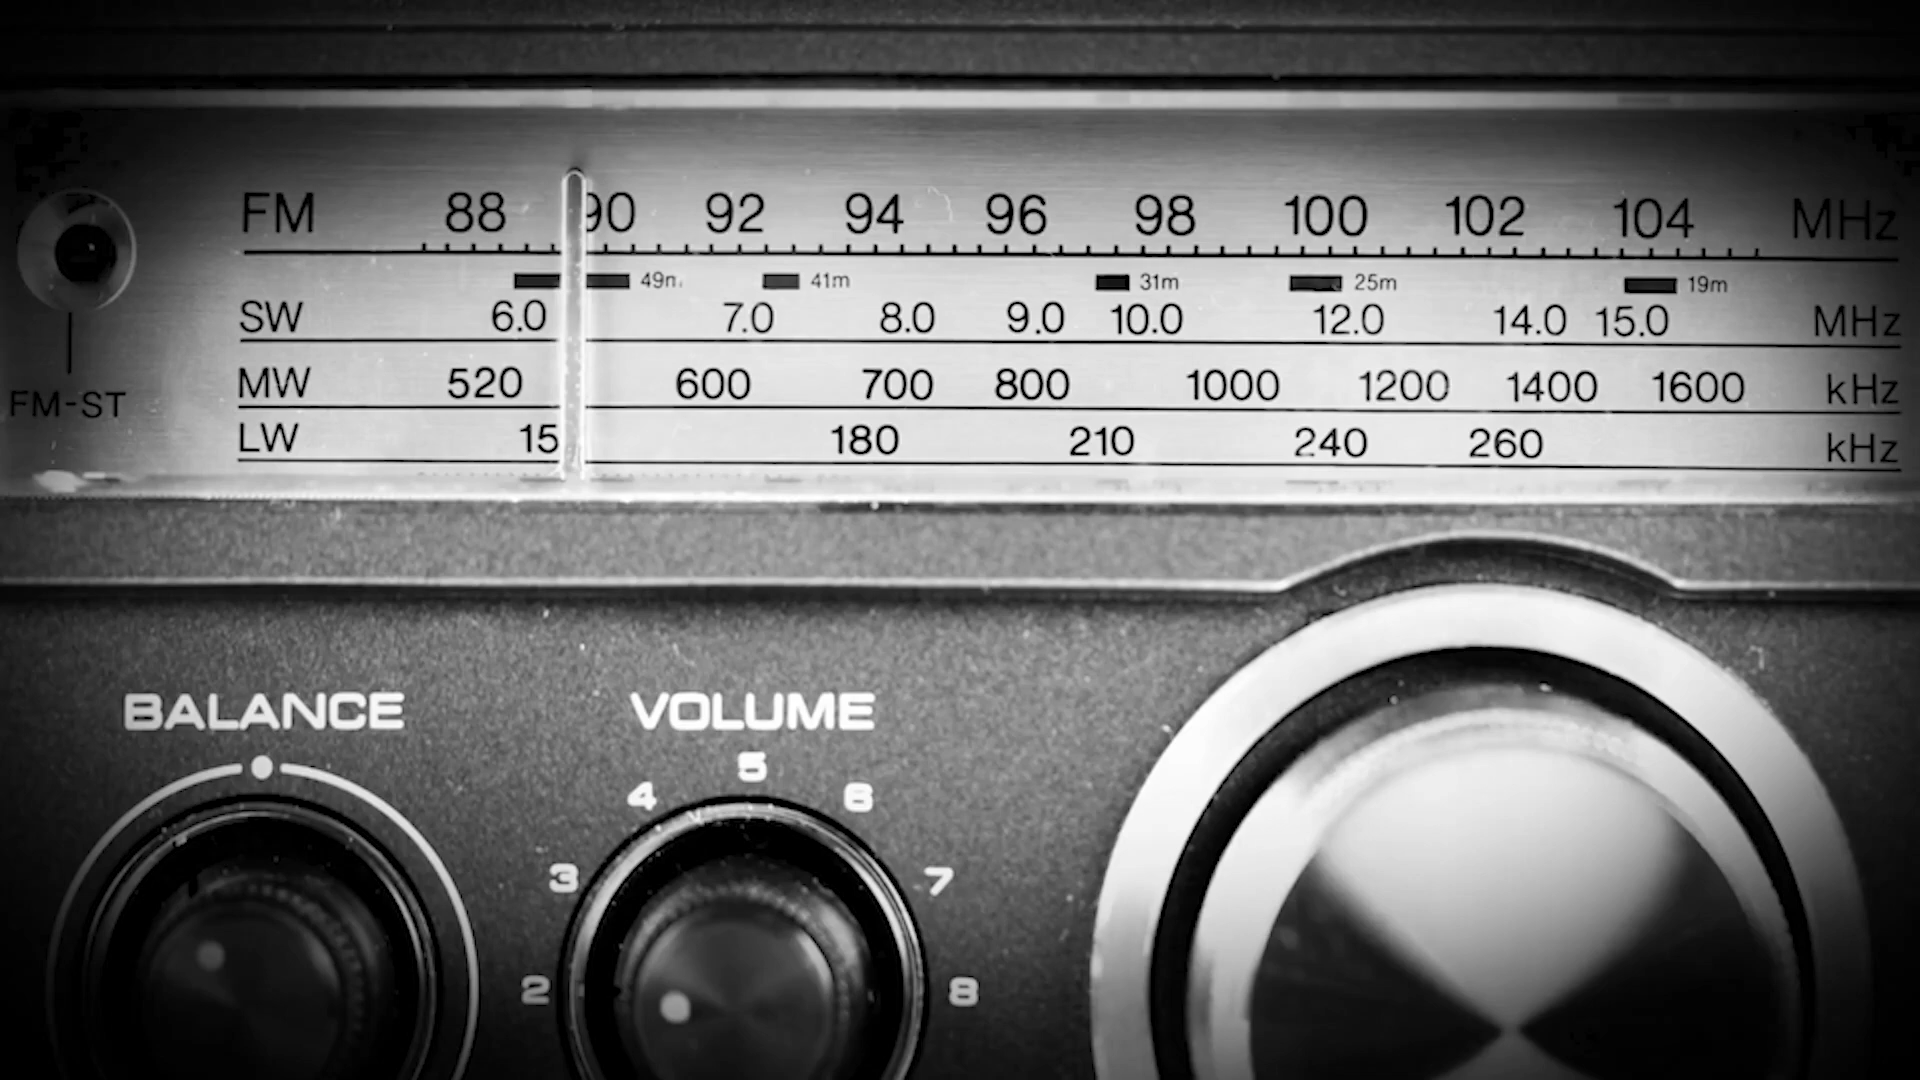 FM 88 90 92 94 96 98 100 102 104 MHz
49m 41m 31m 25m 19m
SW 6.0 7.0 8.0 9.0 10.0 12.0 14.0 15.0 MHz
MW 520 600 700 800 1000 1200 1400 1600 kHz
FM-ST
LW 15 180 210 240 260 kHz
BALANCE
VOLUME
2 3 4 5 6 7 8